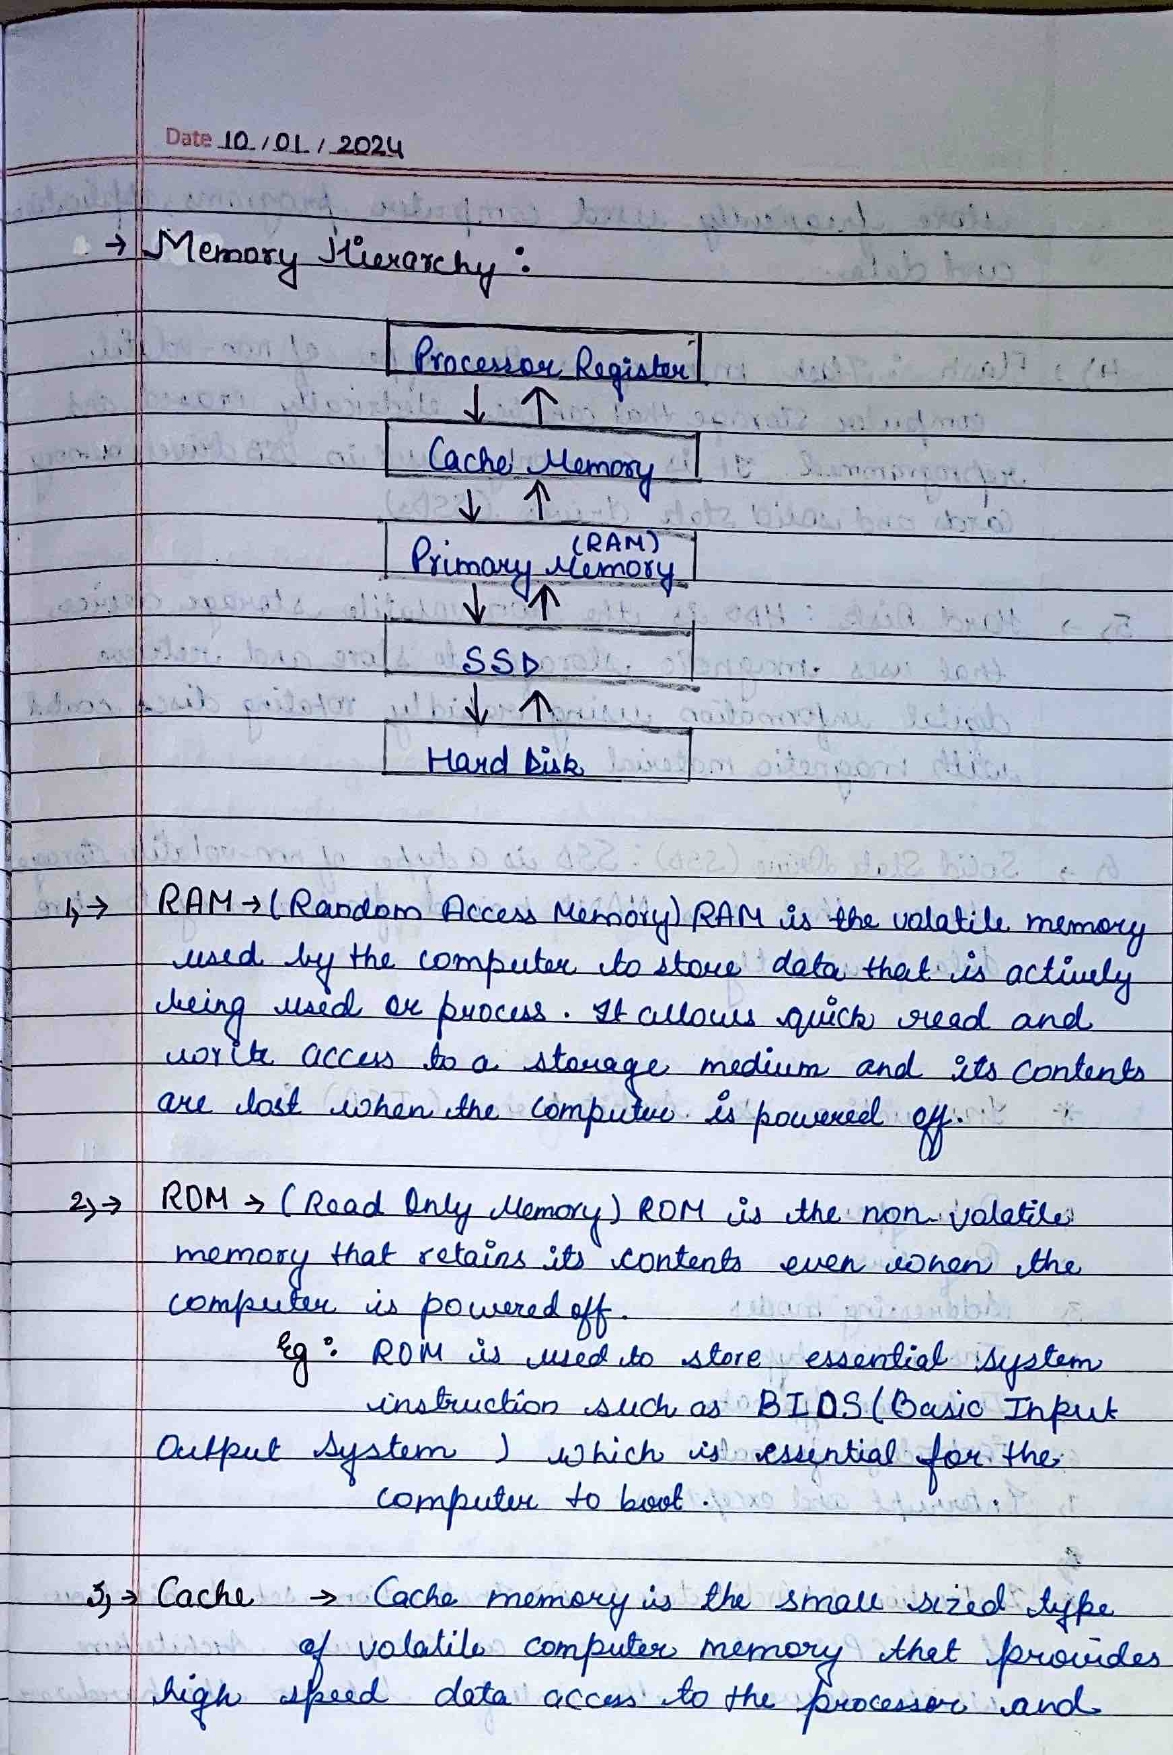 Date 10/01/2024
→ Memory Hierarchy :
Processor Register
↓ ↑
Cache Memory
↓ ↑
(RAM)
Primary Memory
↓ ↑
SSD
↓ ↑
Hard Disk
1,→ RAM → (Random Access Memory) RAM is the volatile memory
used by the computer to store data that is actively
being used or process. It allows quick read and
write access to a storage medium and its contents
are lost when the computer is powered off.
2,→ ROM → (Read Only Memory) ROM is the non-volatile
memory that retains its contents even when the
computer is powered off.
Eg : ROM is used to store essential system
instruction such as BIOS (Basic Input
Output System ) which is essential for the
computer to boot .
3,→ Cache → Cache memory is the small sized type
of volatile computer memory that provides
high speed data access to the processor and